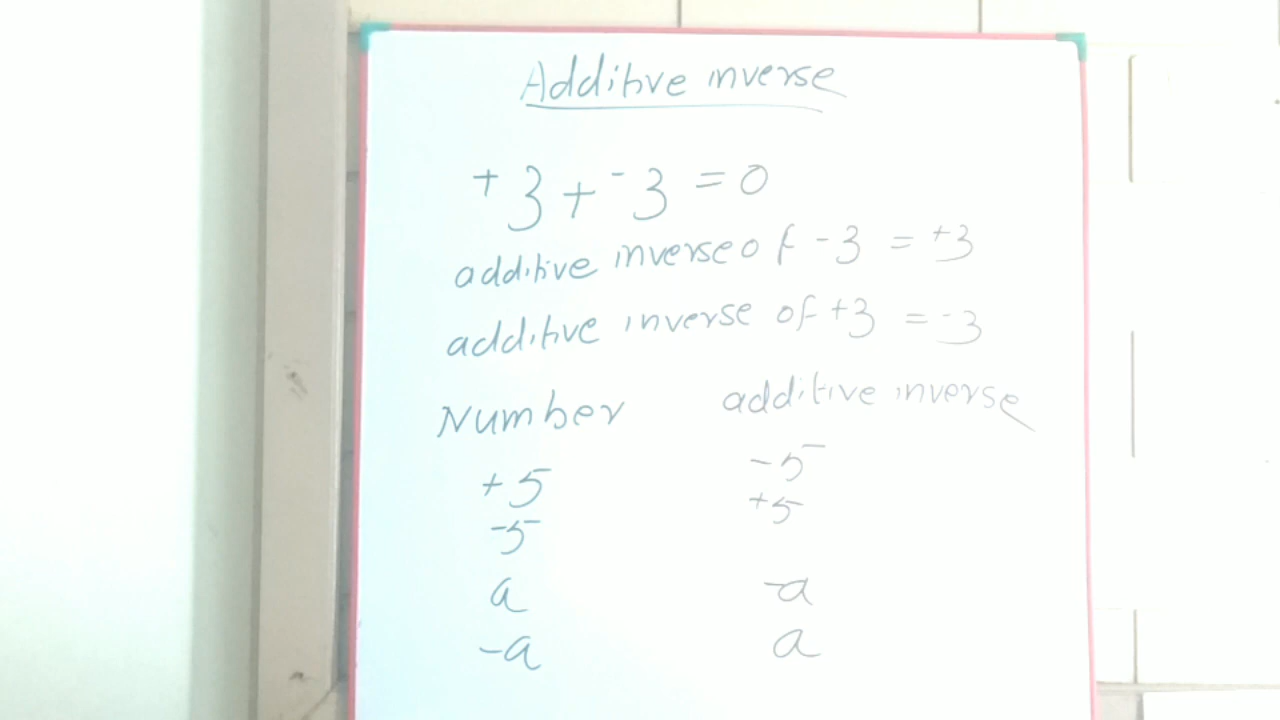 Additive inverse
+3 + -3 = 0
additive inverse of -3 = +3
additive inverse of +3 = -3
Number additive inverse
+5 -5
-5 +5
a -a
-a a